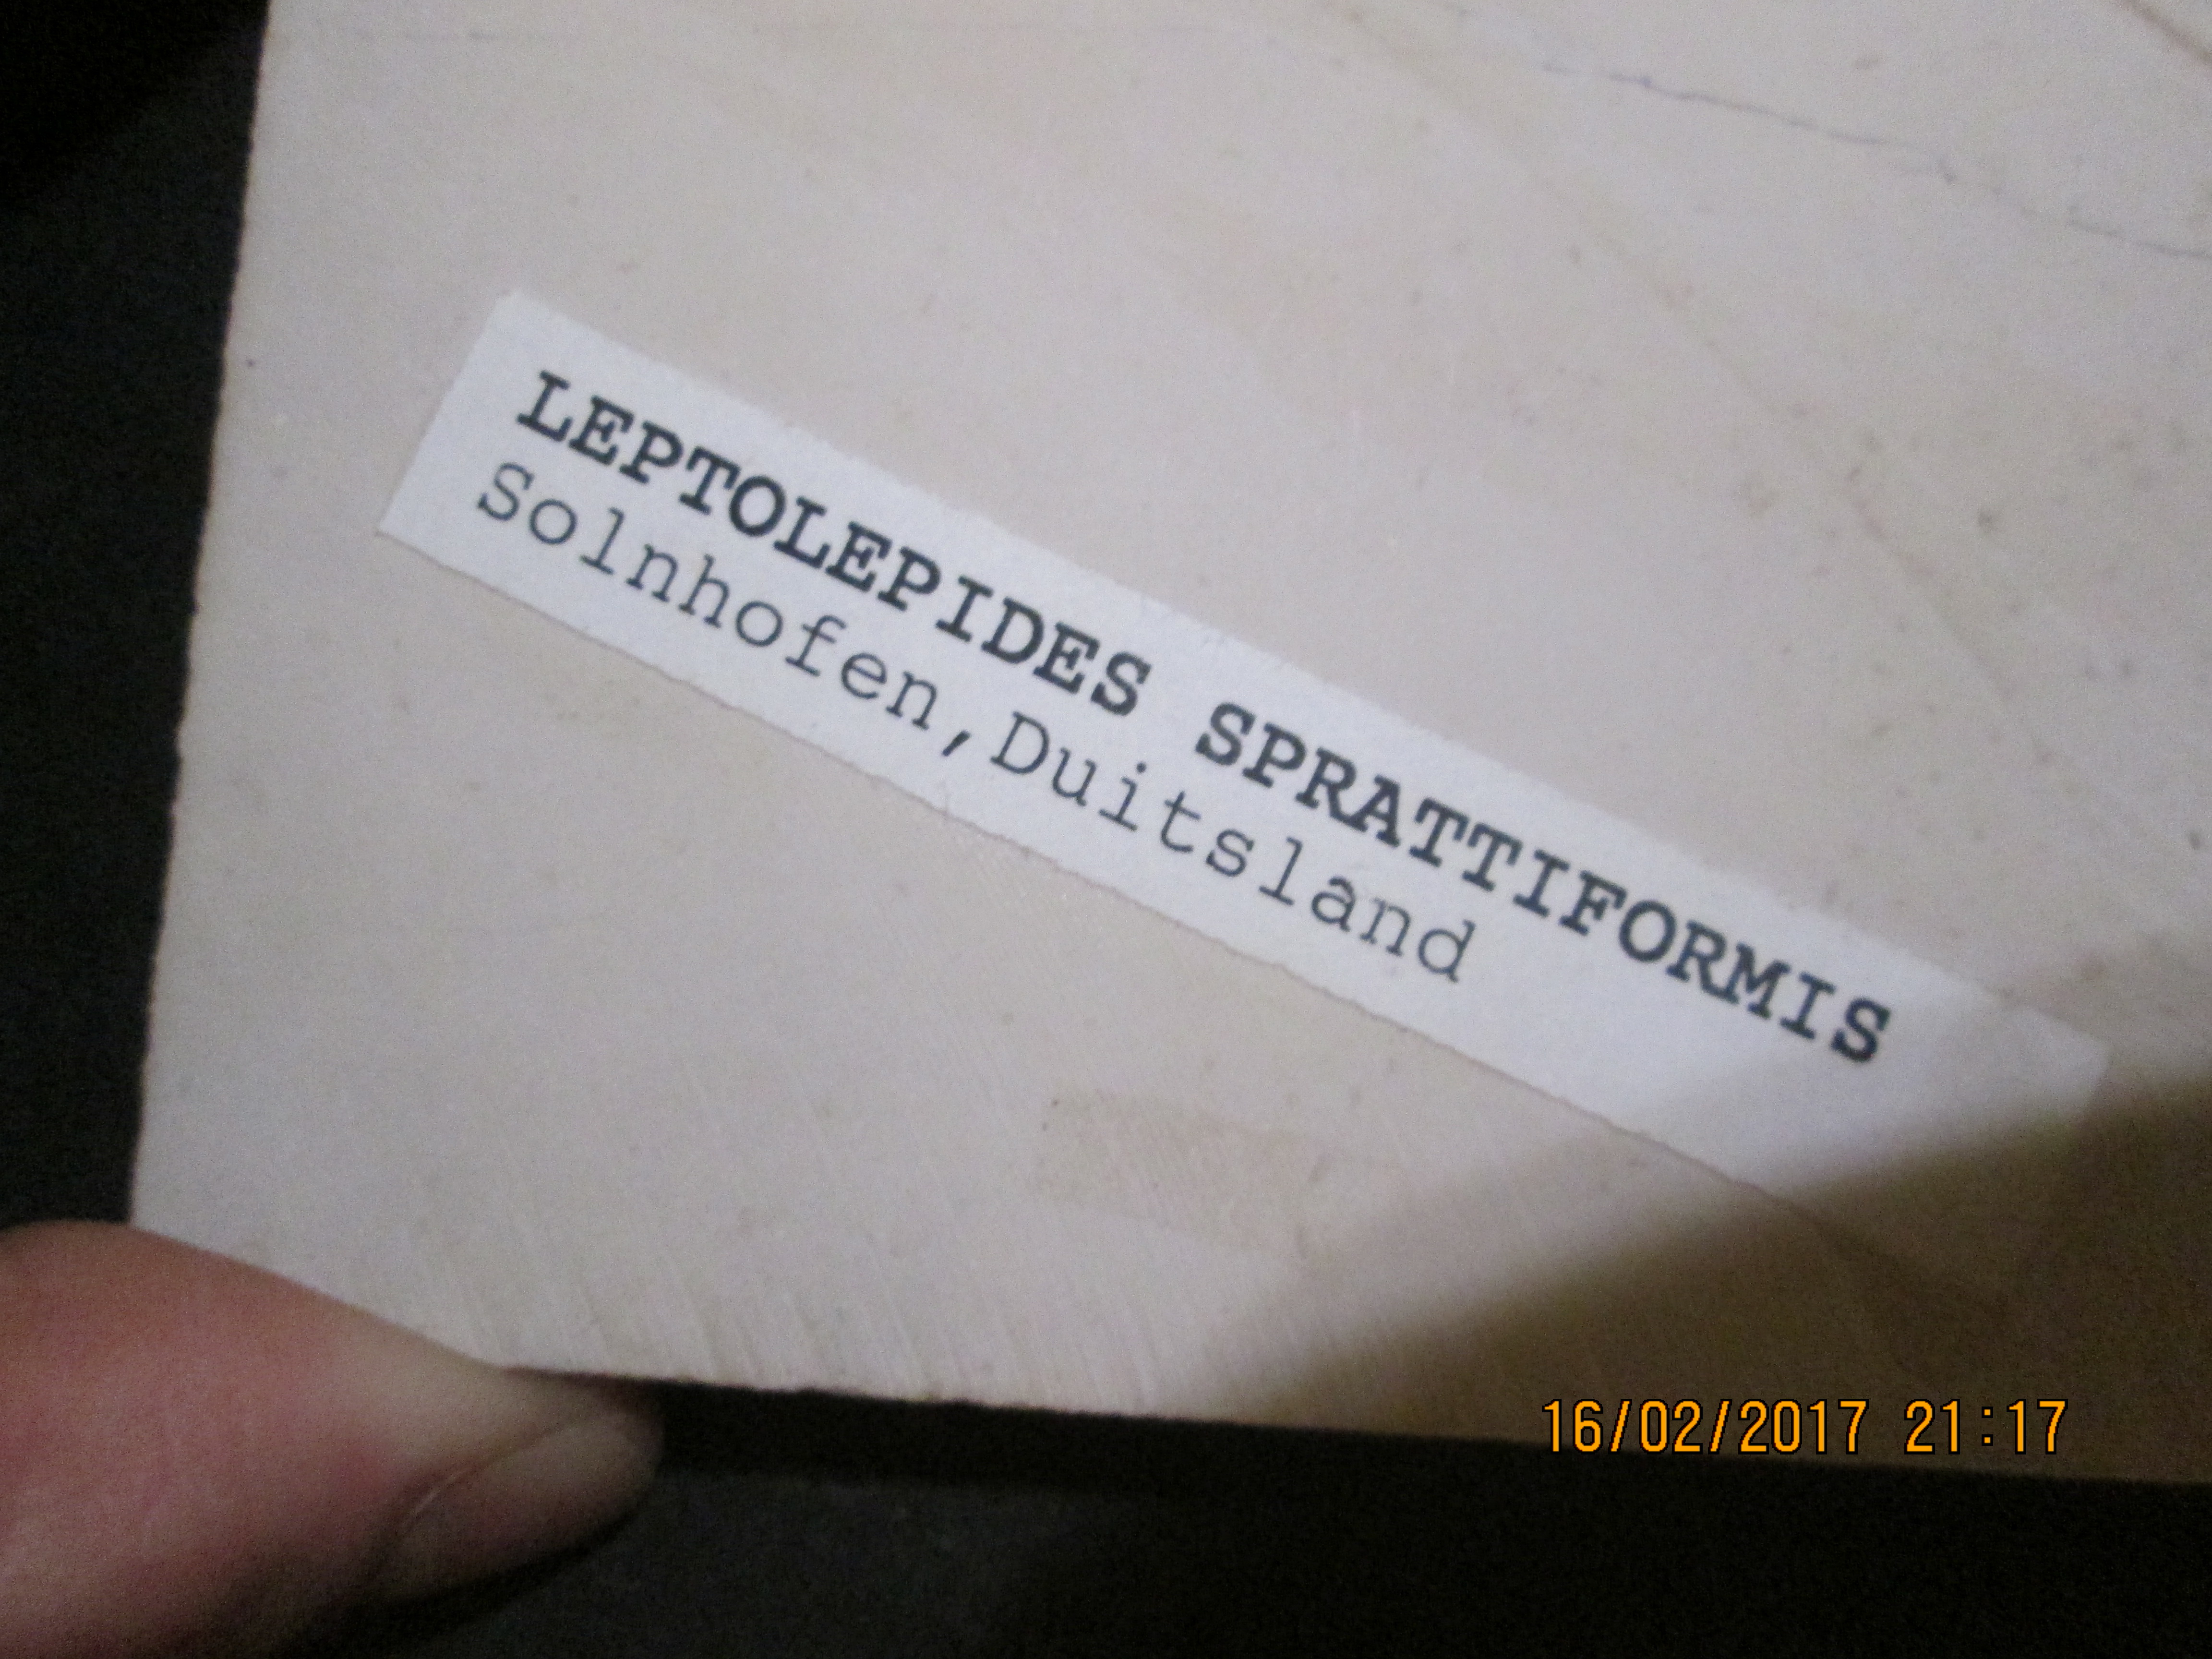 LEPTOLEPIDES SPRATTIFORMIS
Solnhofen,Duitsland
16/02/2017 21:17